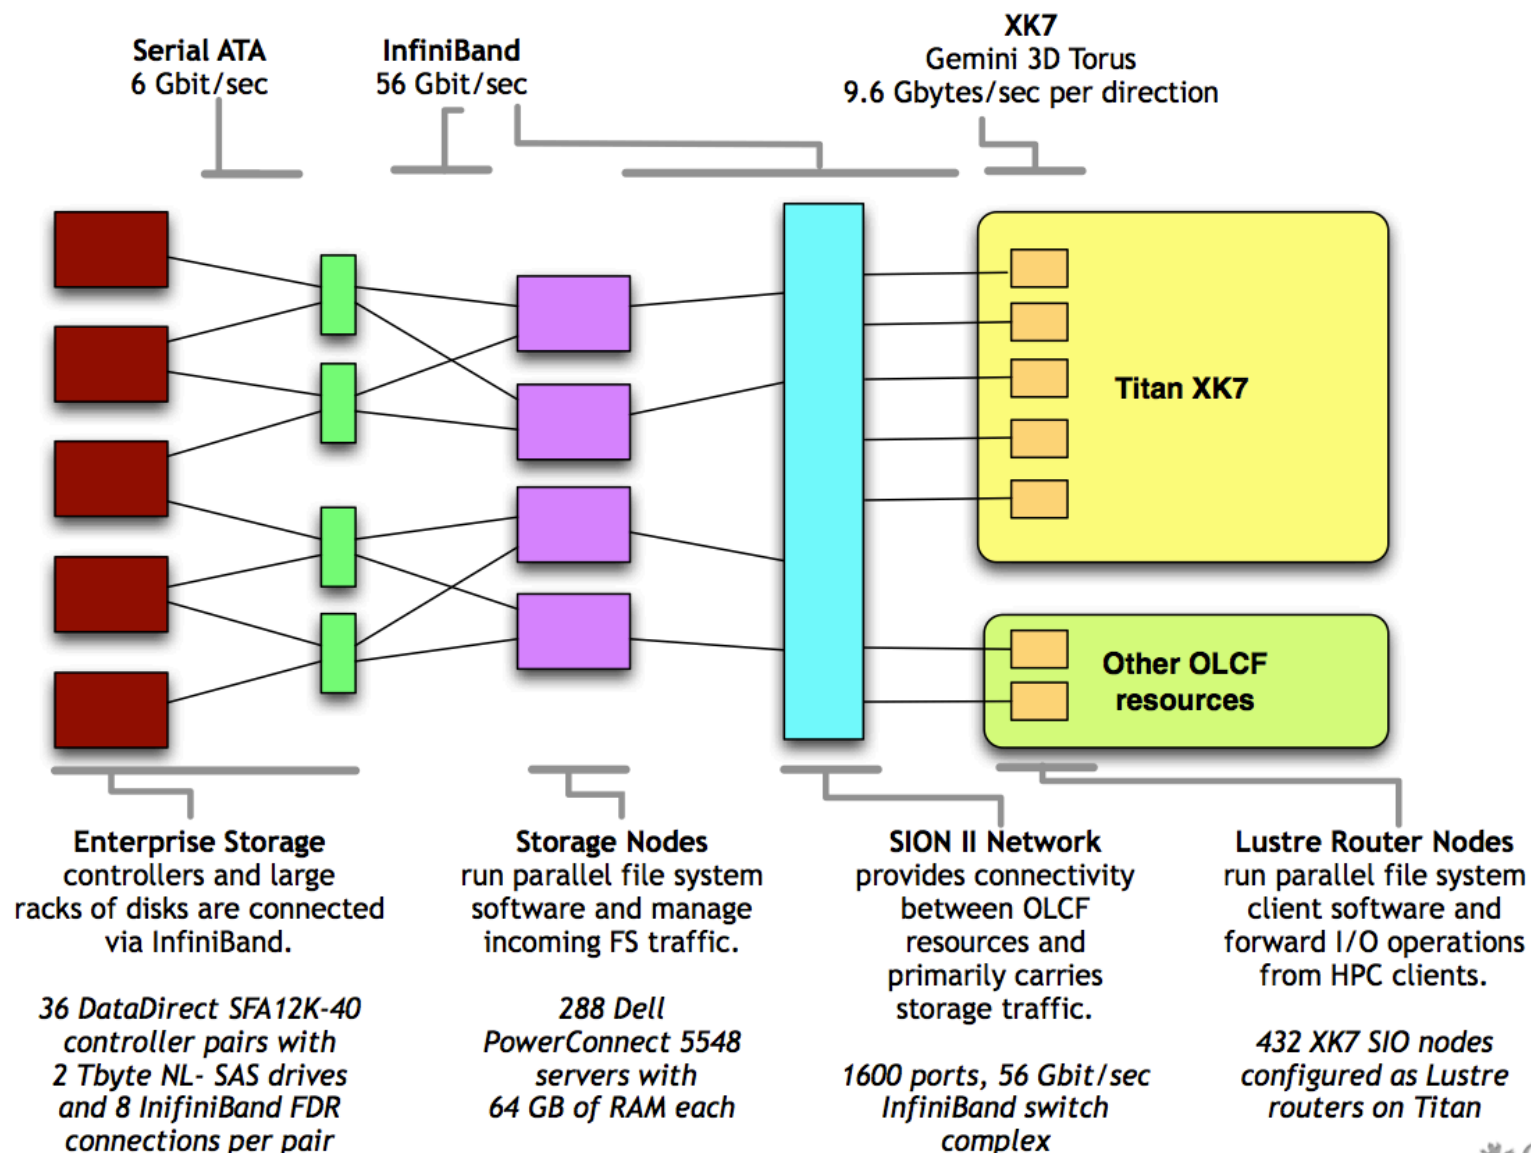 Serial ATA
6 Gbit/sec
InfiniBand
56 Gbit/sec
XK7
Gemini 3D Torus
9.6 Gbytes/sec per direction
Titan XK7
Other OLCF
resources
Enterprise Storage
controllers and large
racks of disks are connected
via InfiniBand.
36 DataDirect SFA12K-40
controller pairs with
2 Tbyte NL- SAS drives
and 8 InifiniBand FDR
connections per pair
Storage Nodes
run parallel file system
software and manage
incoming FS traffic.
288 Dell
PowerConnect 5548
servers with
64 GB of RAM each
SION II Network
provides connectivity
between OLCF
resources and
primarily carries
storage traffic.
1600 ports, 56 Gbit/sec
InfiniBand switch
complex
Lustre Router Nodes
run parallel file system
client software and
forward I/O operations
from HPC clients.
432 XK7 SIO nodes
configured as Lustre
routers on Titan